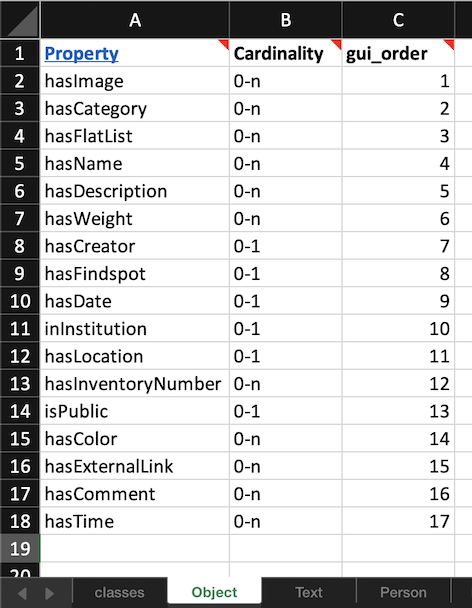 A B C
1 Property Cardinality gui_order
2 hasImage 0-n 1
3 hasCategory 0-n 2
4 hasFlatList 0-n 3
5 hasName 0-n 4
6 hasDescription 0-n 5
7 hasWeight 0-n 6
8 hasCreator 0-1 7
9 hasFindspot 0-1 8
10 hasDate 0-1 9
11 inInstitution 0-1 10
12 hasLocation 0-1 11
13 hasInventoryNumber 0-n 12
14 isPublic 0-1 13
15 hasColor 0-n 14
16 hasExternalLink 0-n 15
17 hasComment 0-n 16
18 hasTime 0-n 17
19
20
classes Object Text Person